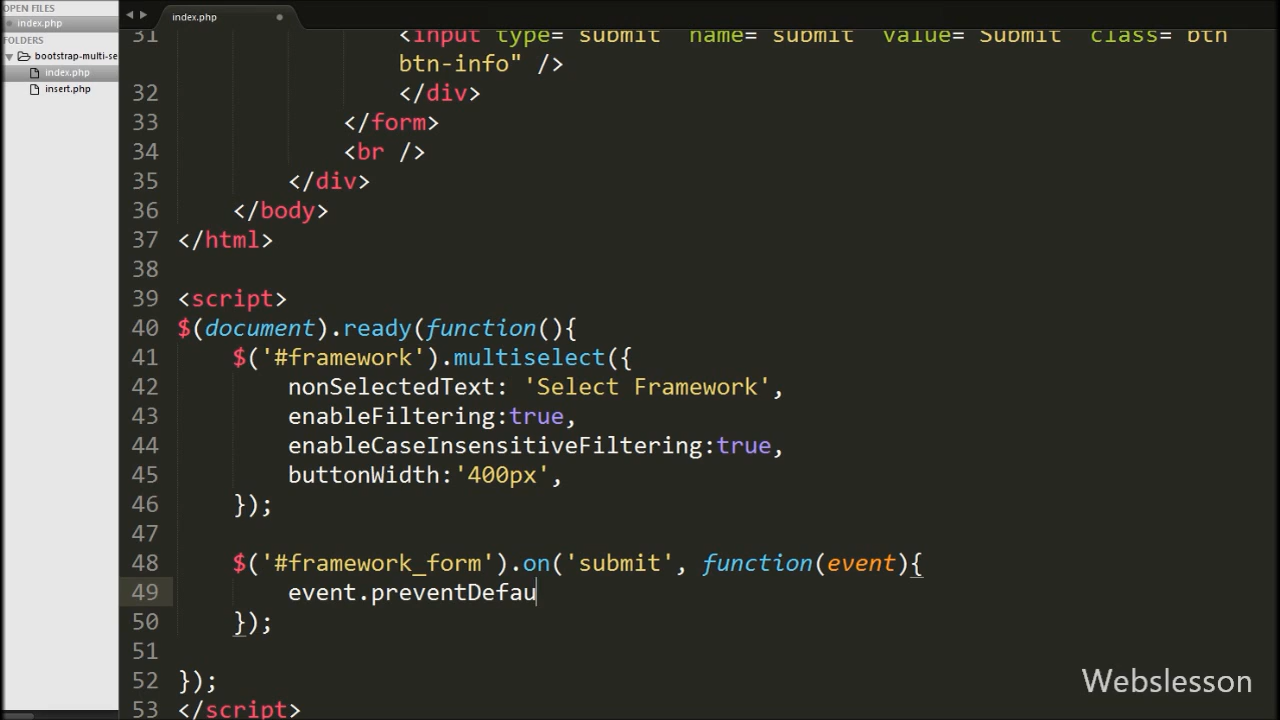 OPEN FILES
index.php
FOLDERS
bootstrap-multi-se
index.php
insert.php
index.php
31 <input type="submit" name="submit" value="Submit" class="btn
btn-info" />
32 </div>
33 </form>
34 <br />
35 </div>
36 </body>
37 </html>
38
39 <script>
40 $(document).ready(function(){
41 $('#framework').multiselect({
42 nonSelectedText: 'Select Framework',
43 enableFiltering:true,
44 enableCaseInsensitiveFiltering:true,
45 buttonWidth:'400px',
46 });
47
48 $('#framework_form').on('submit', function(event){
49 event.preventDefau
50 });
51
52 });
53 </script>
Webslesson